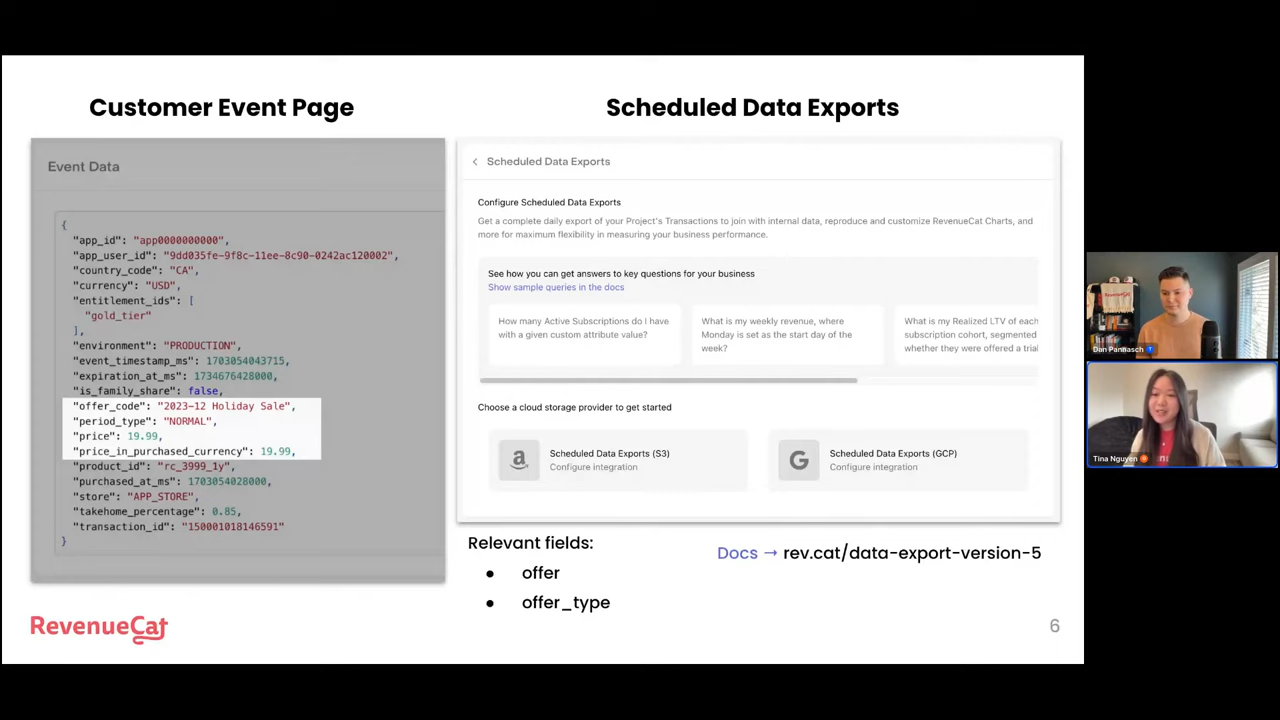 Customer Event Page
Event Data
{
"app_id": "app0000000000",
"app_user_id": "9dd035fe-9f8c-11ee-8c90-0242ac120002",
"country_code": "CA",
"currency": "USD",
"entitlement_ids": [
"gold_tier"
],
"environment": "PRODUCTION",
"event_timestamp_ms": 1703054043715,
"expiration_at_ms": 1734676428000,
"is_family_share": false,
"offer_code": "2023-12 Holiday Sale",
"period_type": "NORMAL",
"price": 19.99,
"price_in_purchased_currency": 19.99,
"product_id": "rc_3999_1y",
"purchased_at_ms": 1703054028000,
"store": "APP_STORE",
"takehome_percentage": 0.85,
"transaction_id": "150001018146591"
}
Scheduled Data Exports
< Scheduled Data Exports
Configure Scheduled Data Exports
Get a complete daily export of your Project's Transactions to join with internal data, reproduce and customize RevenueCat Charts, and
more for maximum flexibility in measuring your business performance.
See how you can get answers to key questions for your business
Show sample queries in the docs
How many Active Subscriptions do I have
with a given custom attribute value?
What is my weekly revenue, where
Monday is set as the start day of the
week?
What is my Realized LTV of each
subscription cohort, segmented
whether they were offered a trial
Choose a cloud storage provider to get started
a
Scheduled Data Exports (S3)
Configure integration
G
Scheduled Data Exports (GCP)
Configure integration
Relevant fields:
● offer
● offer_type
Docs → rev.cat/data-export-version-5
RevenueCat
6
RevenueCat
Dan Pannasch
Tina Nguyen